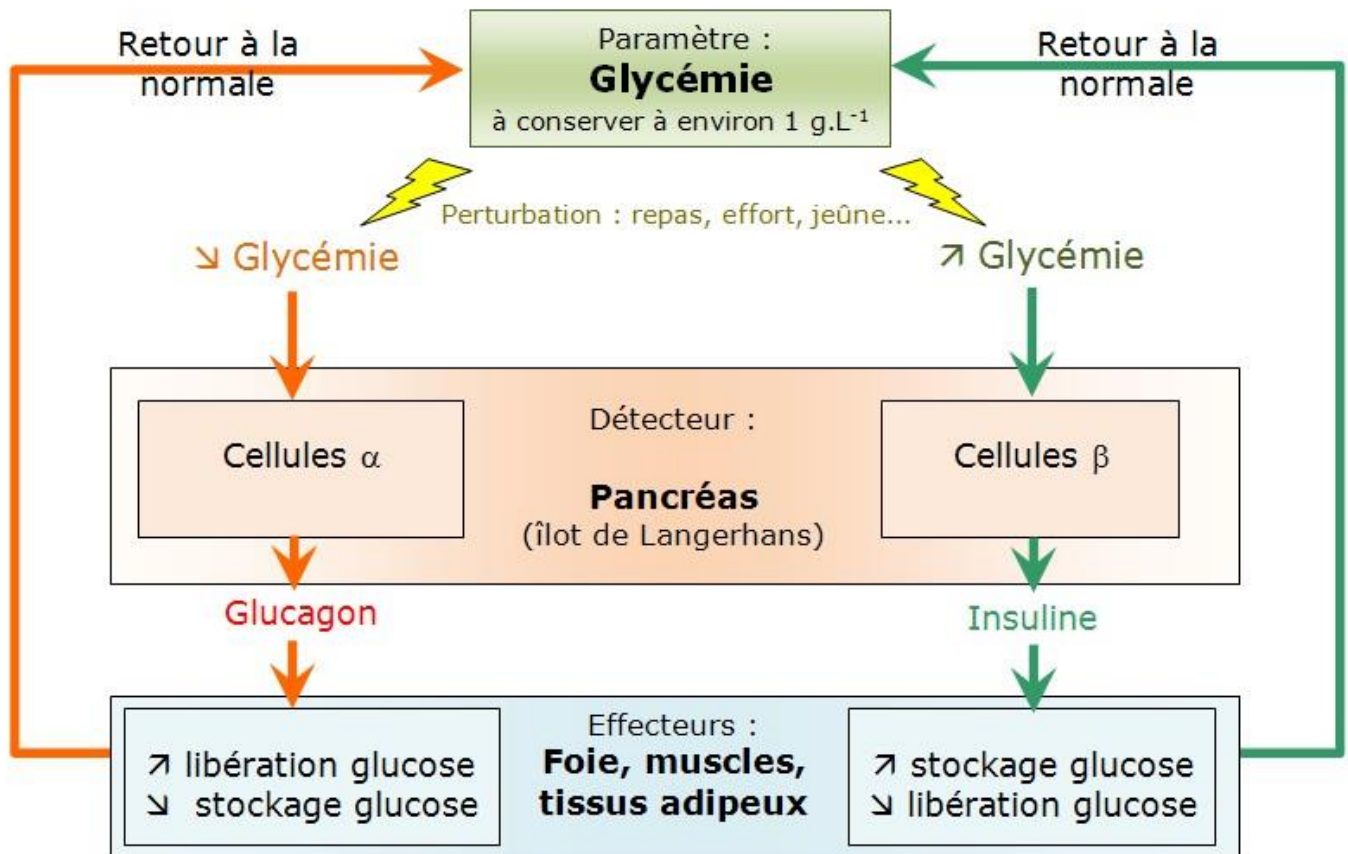 Retour à la
normale
Paramètre :
Glycémie
à conserver à environ 1 g.L⁻¹
Retour à la
normale
Perturbation : repas, effort, jeûne...
↘ Glycémie
↗ Glycémie
Cellules α
Détecteur :
Pancréas
(îlot de Langerhans)
Cellules β
Glucagon
Insuline
↗ libération glucose
↘ stockage glucose
Effecteurs :
Foie, muscles,
tissus adipeux
↗ stockage glucose
↘ libération glucose